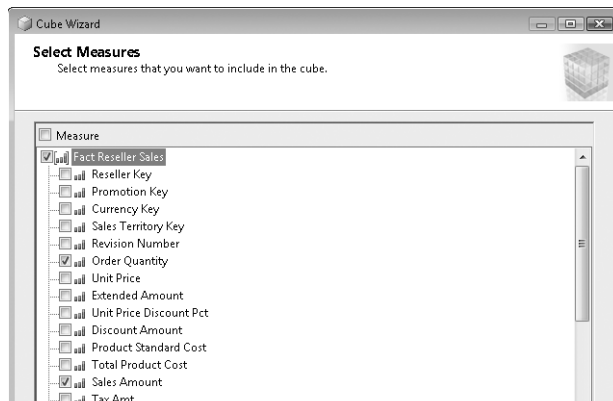 Cube Wizard
Select Measures
Select measures that you want to include in the cube.
Measure
Fact Reseller Sales
Reseller Key
Promotion Key
Currency Key
Sales Territory Key
Revision Number
Order Quantity
Unit Price
Extended Amount
Unit Price Discount Pct
Discount Amount
Product Standard Cost
Total Product Cost
Sales Amount
Tax Amt